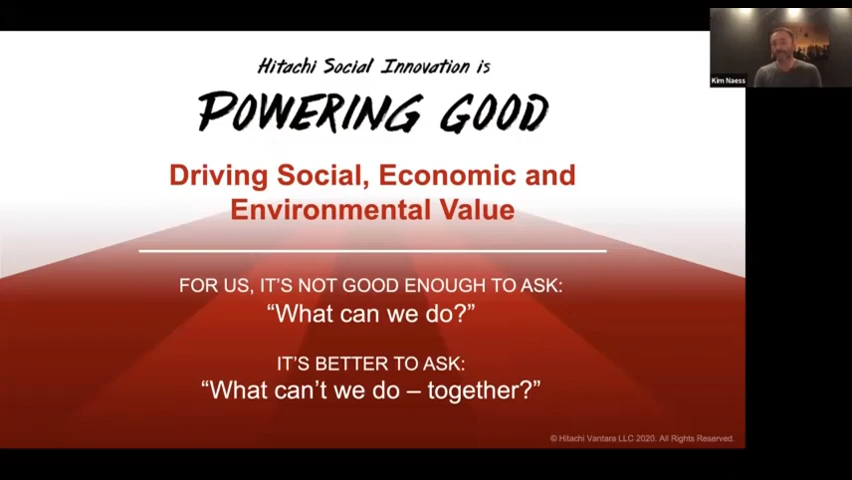 Hitachi Social Innovation is
POWERING GOOD
Driving Social, Economic and
Environmental Value
FOR US, IT'S NOT GOOD ENOUGH TO ASK:
“What can we do?”
IT'S BETTER TO ASK:
“What can't we do – together?”
© Hitachi Vantara LLC 2020. All Rights Reserved.
Kim Naess